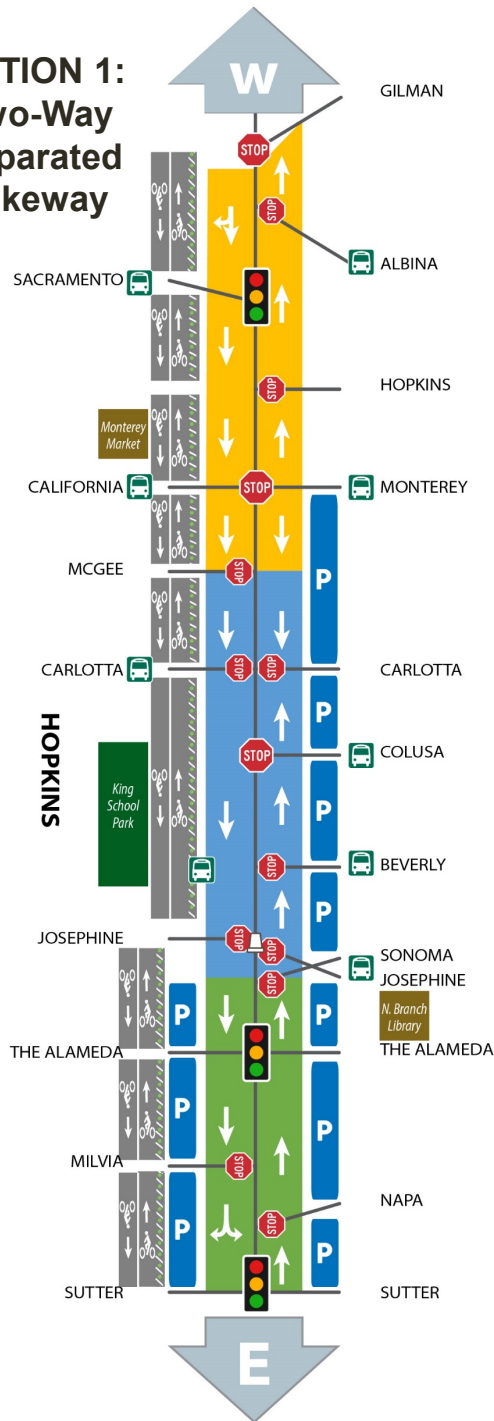 W
TION 1:
vo-Way
parated
keway
GILMAN
STOP
STOP
ALBINA
SACRAMENTO
HOPKINS
STOP
Monterey
Market
CALIFORNIA
STOP
MONTEREY
MCGEE
STOP
P
CARLOTTA
STOP
STOP
CARLOTTA
P
HOPKINS
STOP
COLUSA
King
School
Park
P
STOP
BEVERLY
P
JOSEPHINE
STOP
STOP
SONOMA
JOSEPHINE
STOP
P
P
N. Branch
Library
THE ALAMEDA
THE ALAMEDA
P
P
MILVIA
STOP
NAPA
STOP
P
P
SUTTER
SUTTER
E